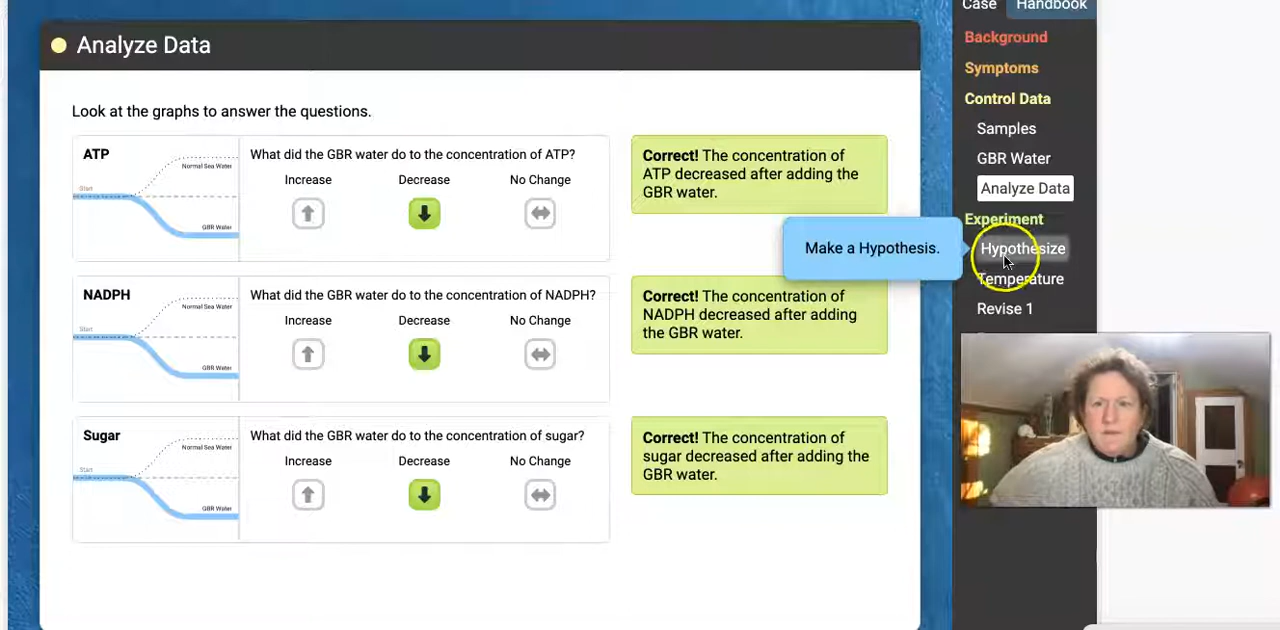 Case
Handbook
Analyze Data
Background
Symptoms
Look at the graphs to answer the questions.
Control Data
Samples
ATP
Normal Sea Water
Start
GBR Water
What did the GBR water do to the concentration of ATP?
Increase
Decrease
No Change
Correct! The concentration of
ATP decreased after adding the
GBR water.
GBR Water
Analyze Data
Experiment
Make a Hypothesis.
Hypothesize
Temperature
Revise 1
NADPH
Normal Sea Water
Start
GBR Water
What did the GBR water do to the concentration of NADPH?
Increase
Decrease
No Change
Correct! The concentration of
NADPH decreased after adding
the GBR water.
Sugar
Normal Sea Water
Start
GBR Water
What did the GBR water do to the concentration of sugar?
Increase
Decrease
No Change
Correct! The concentration of
sugar decreased after adding the
GBR water.